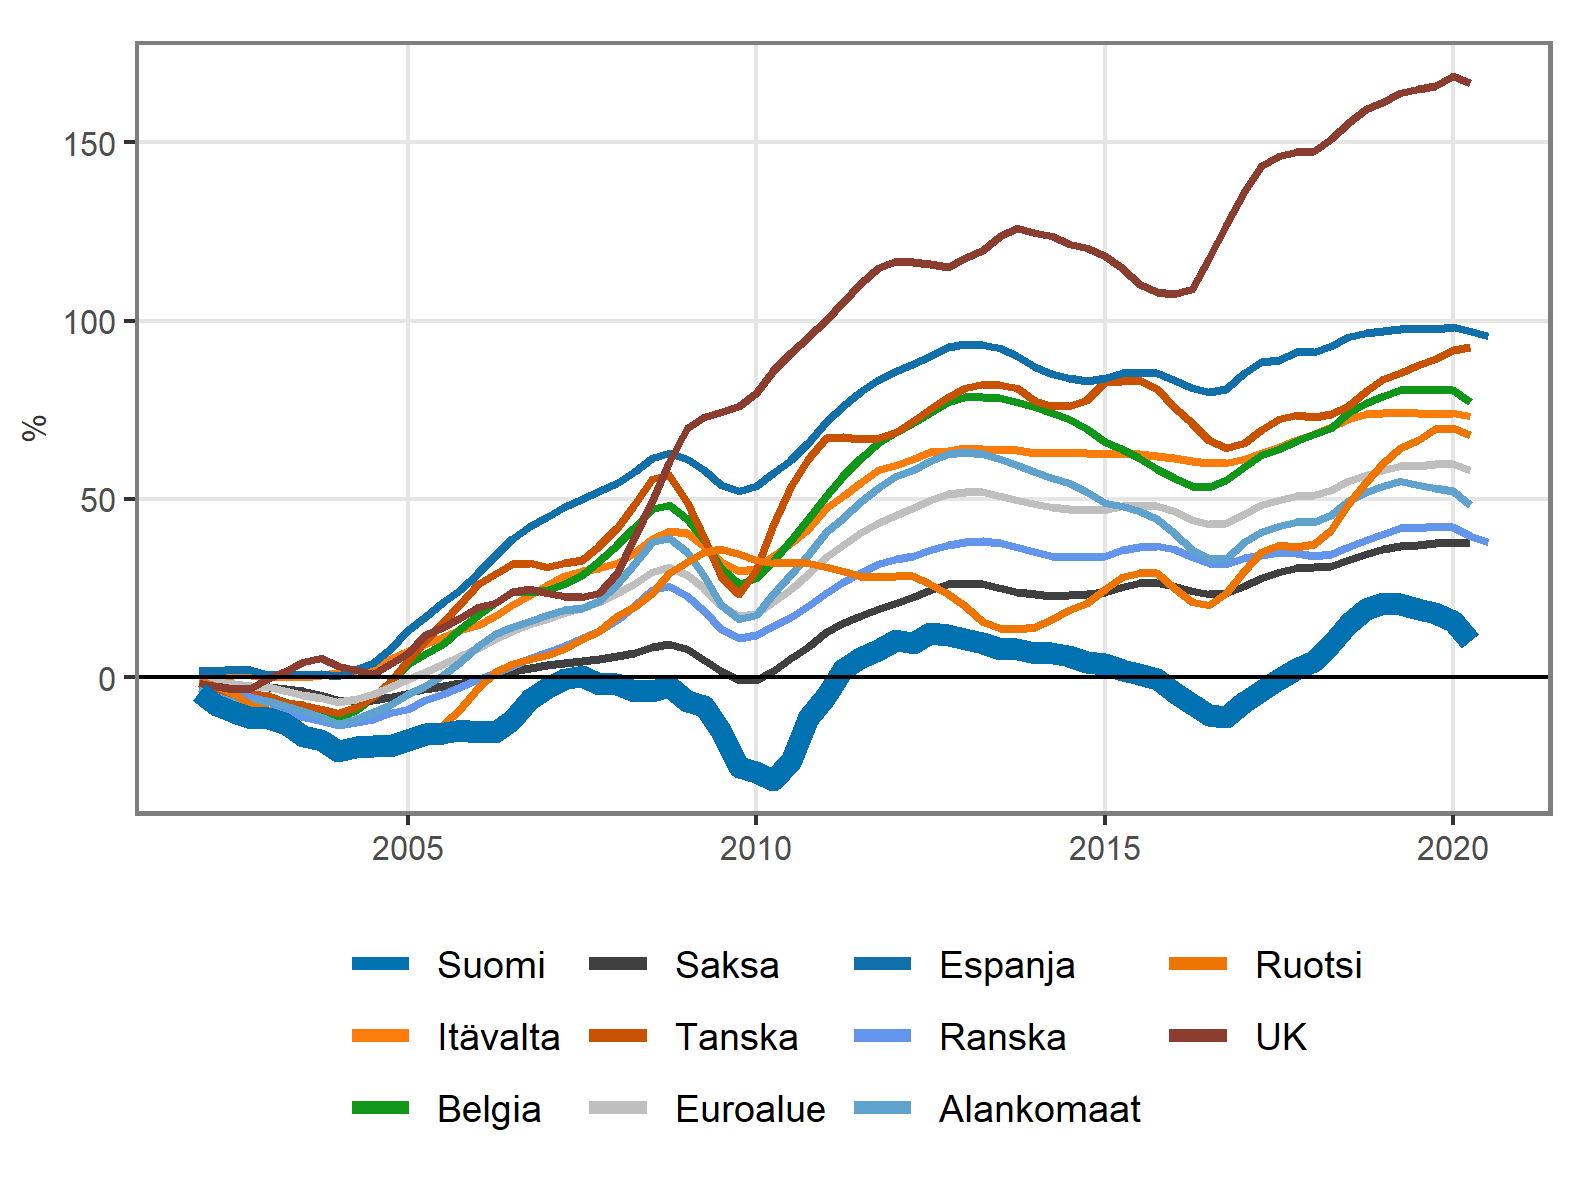 150
100
50
0
%
2005 2010 2015 2020
Suomi Saksa Espanja Ruotsi
Itävalta Tanska Ranska UK
Belgia Euroalue Alankomaat